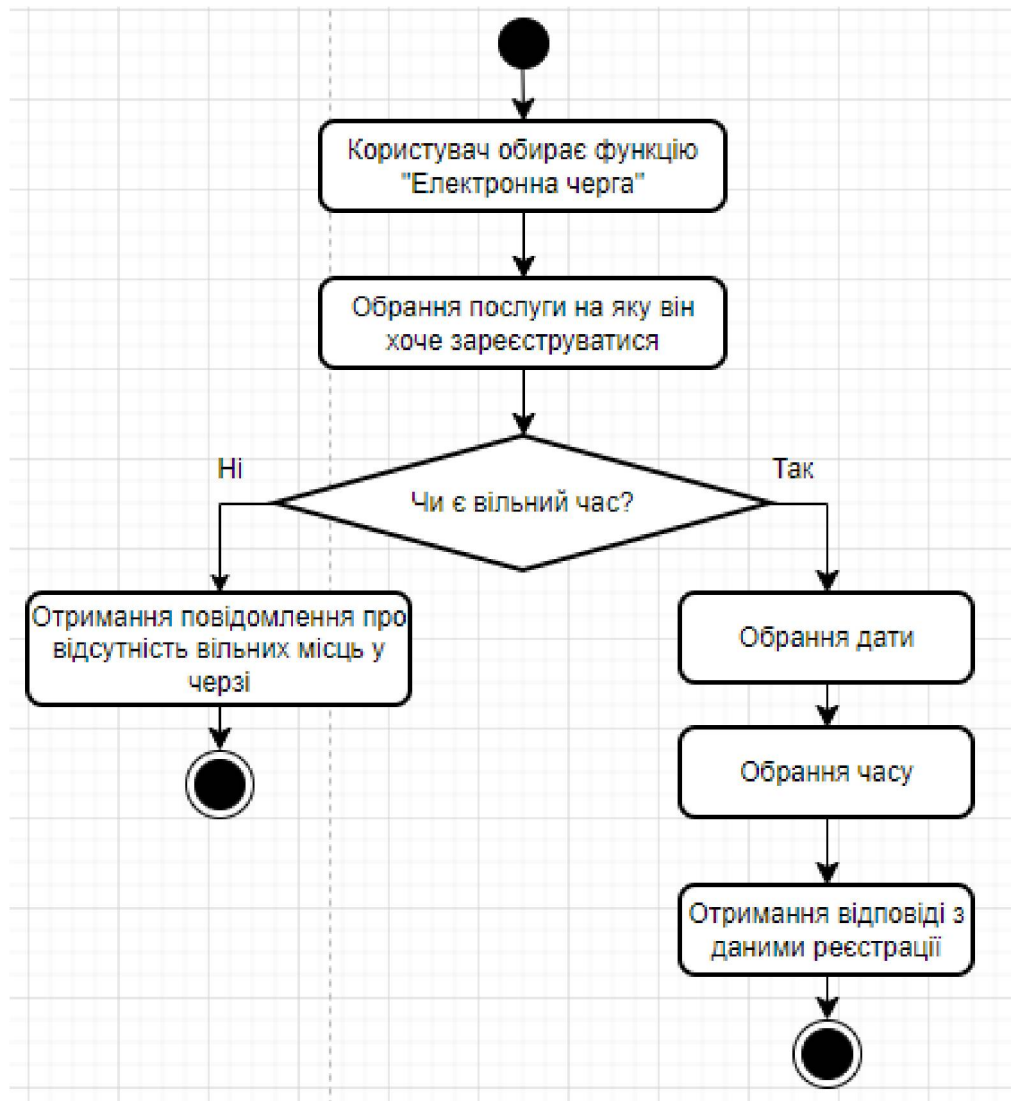 Користувач обирає функцію
"Електронна черга"
Обрання послуги на яку він
хоче зареєструватися
Ні
Так
Чи є вільний час?
Отримання повідомлення про
відсутність вільних місць у
черзі
Обрання дати
Обрання часу
Отримання відповіді з
даними реєстрації